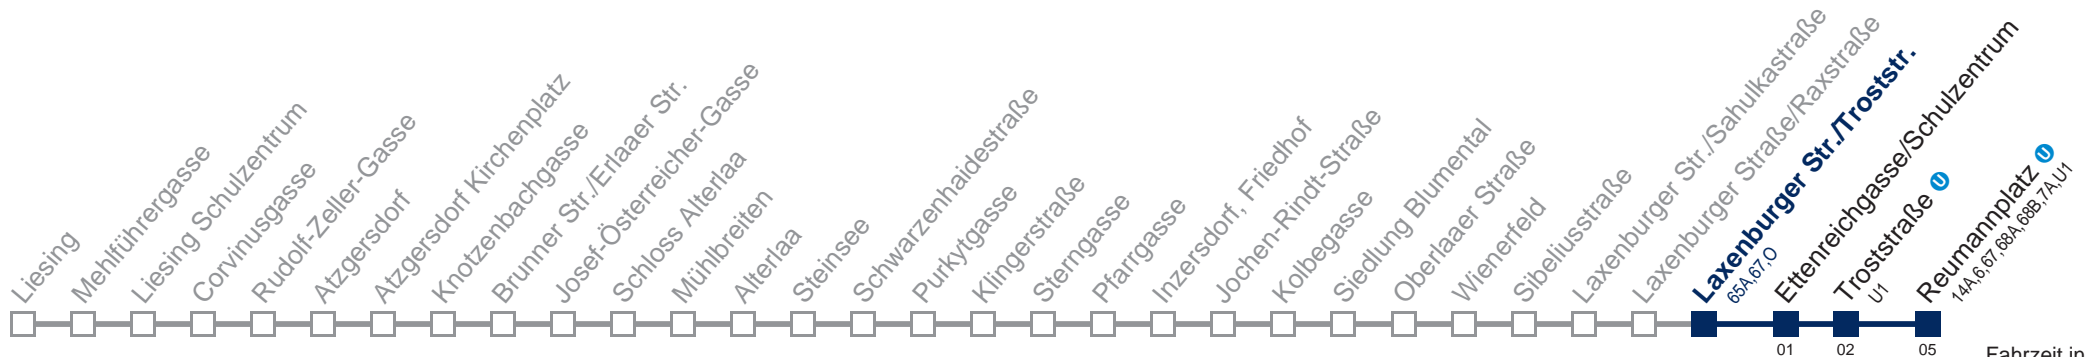 Liesing
Mehlführergasse
Liesing Schulzentrum
Corvinusgasse
Rudolf-Zeller-Gasse
Atzgersdorf
Atzgersdorf Kirchenplatz
Knotzenbachgasse
Brunner Str./Erlaaer Str.
Josef-Österreicher-Gasse
Schloss Alterlaa
Mühlbreiten
Alterlaa
Steinsee
Schwarzenhaidestraße
Purkytgasse
Klingerstraße
Sterngasse
Pfarrgasse
Inzersdorf, Friedhof
Jochen-Rindt-Straße
Kolbegasse
Siedlung Blumental
Oberlaaer Straße
Wienerfeld
Sibeliusstraße
Laxenburger Str./Sahulkastraße
Laxenburger Straße/Raxstraße
Laxenburger Str./Troststr.
65A,67,O
Ettenreichgasse/Schulzentrum
Troststraße U
U1
Reumannplatz U
14A,6,67,68A,68B,7A,U1
01
02
05
Fahrzeit in